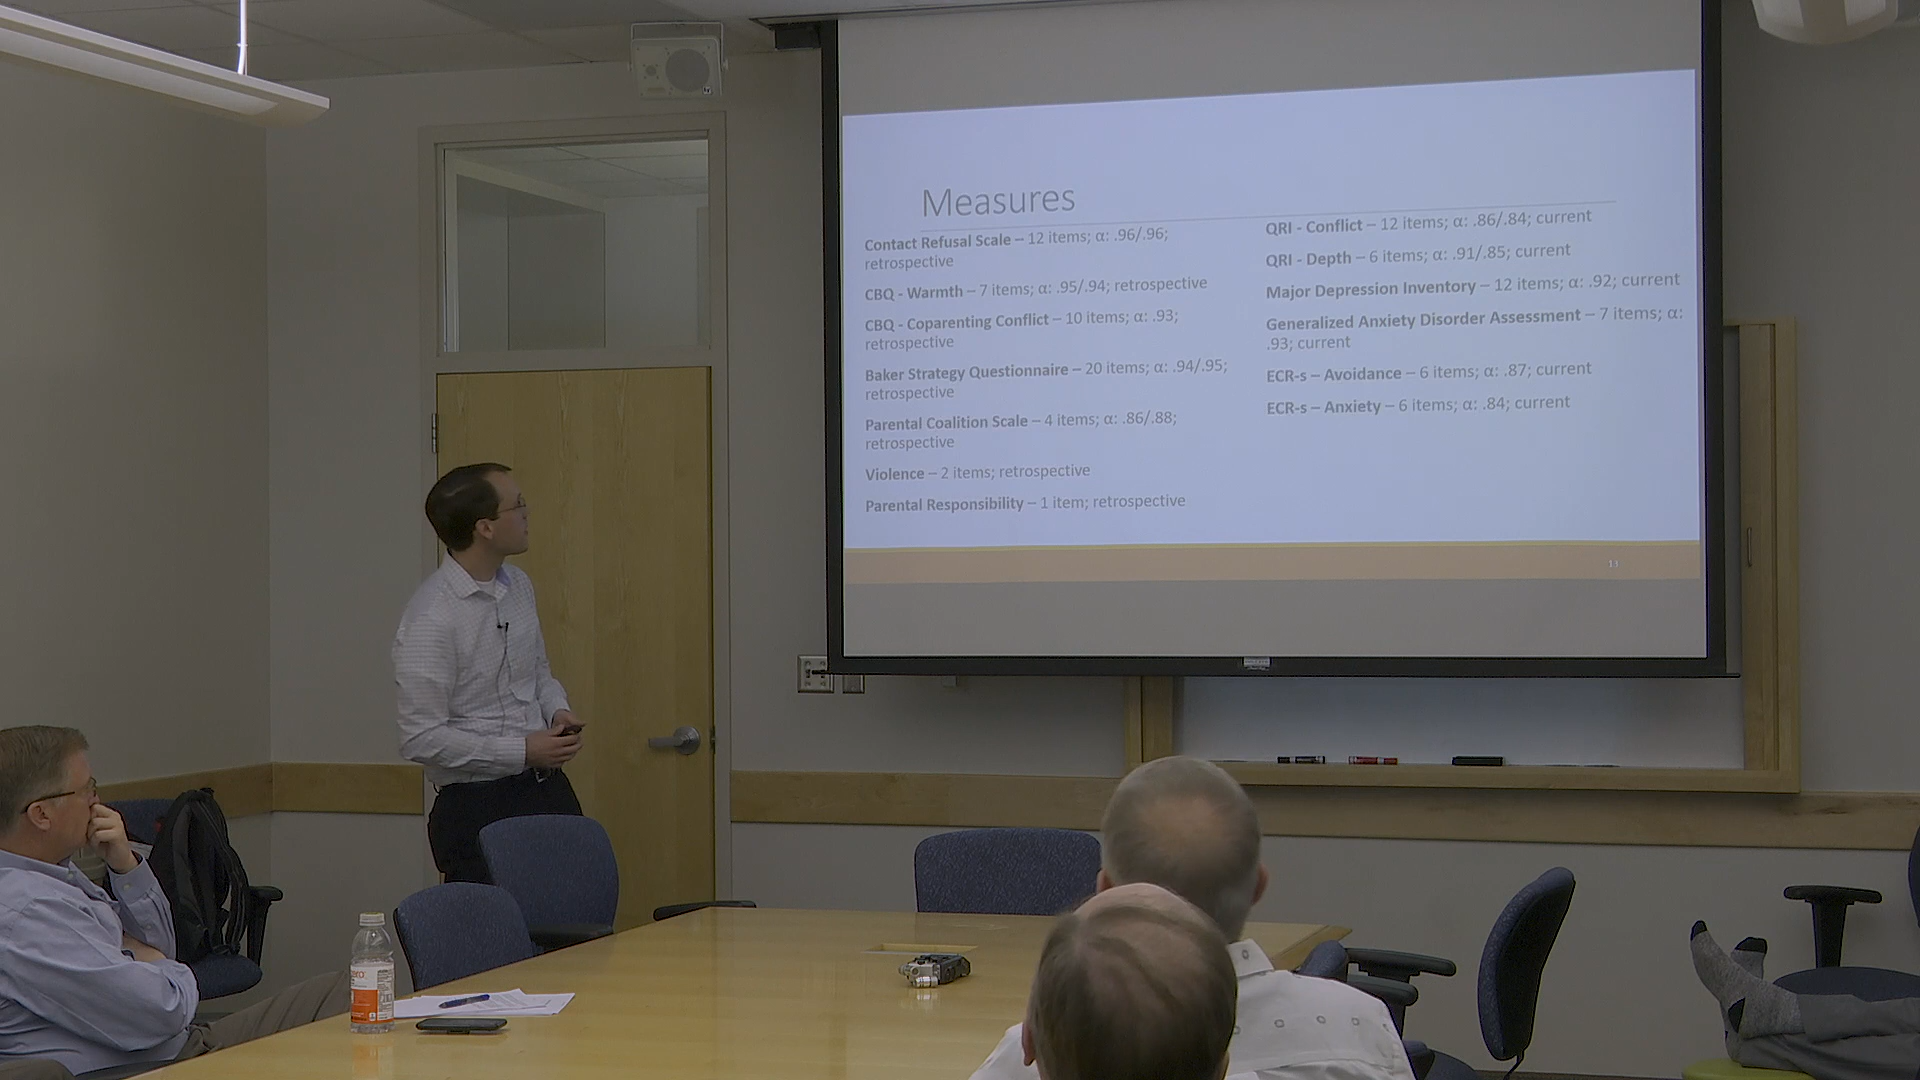 Measures
Contact Refusal Scale – 12 items; α: .96/.96;
retrospective
CBQ - Warmth – 7 items; α: .95/.94; retrospective
CBQ - Coparenting Conflict – 10 items; α: .93;
retrospective
Baker Strategy Questionnaire – 20 items; α: .94/.95;
retrospective
Parental Coalition Scale – 4 items; α: .86/.88;
retrospective
Violence – 2 items; retrospective
Parental Responsibility – 1 item; retrospective
QRI - Conflict – 12 items; α: .86/.84; current
QRI - Depth – 6 items; α: .91/.85; current
Major Depression Inventory – 12 items; α: .92; current
Generalized Anxiety Disorder Assessment – 7 items; α:
.93; current
ECR-s – Avoidance – 6 items; α: .87; current
ECR-s – Anxiety – 6 items; α: .84; current
13